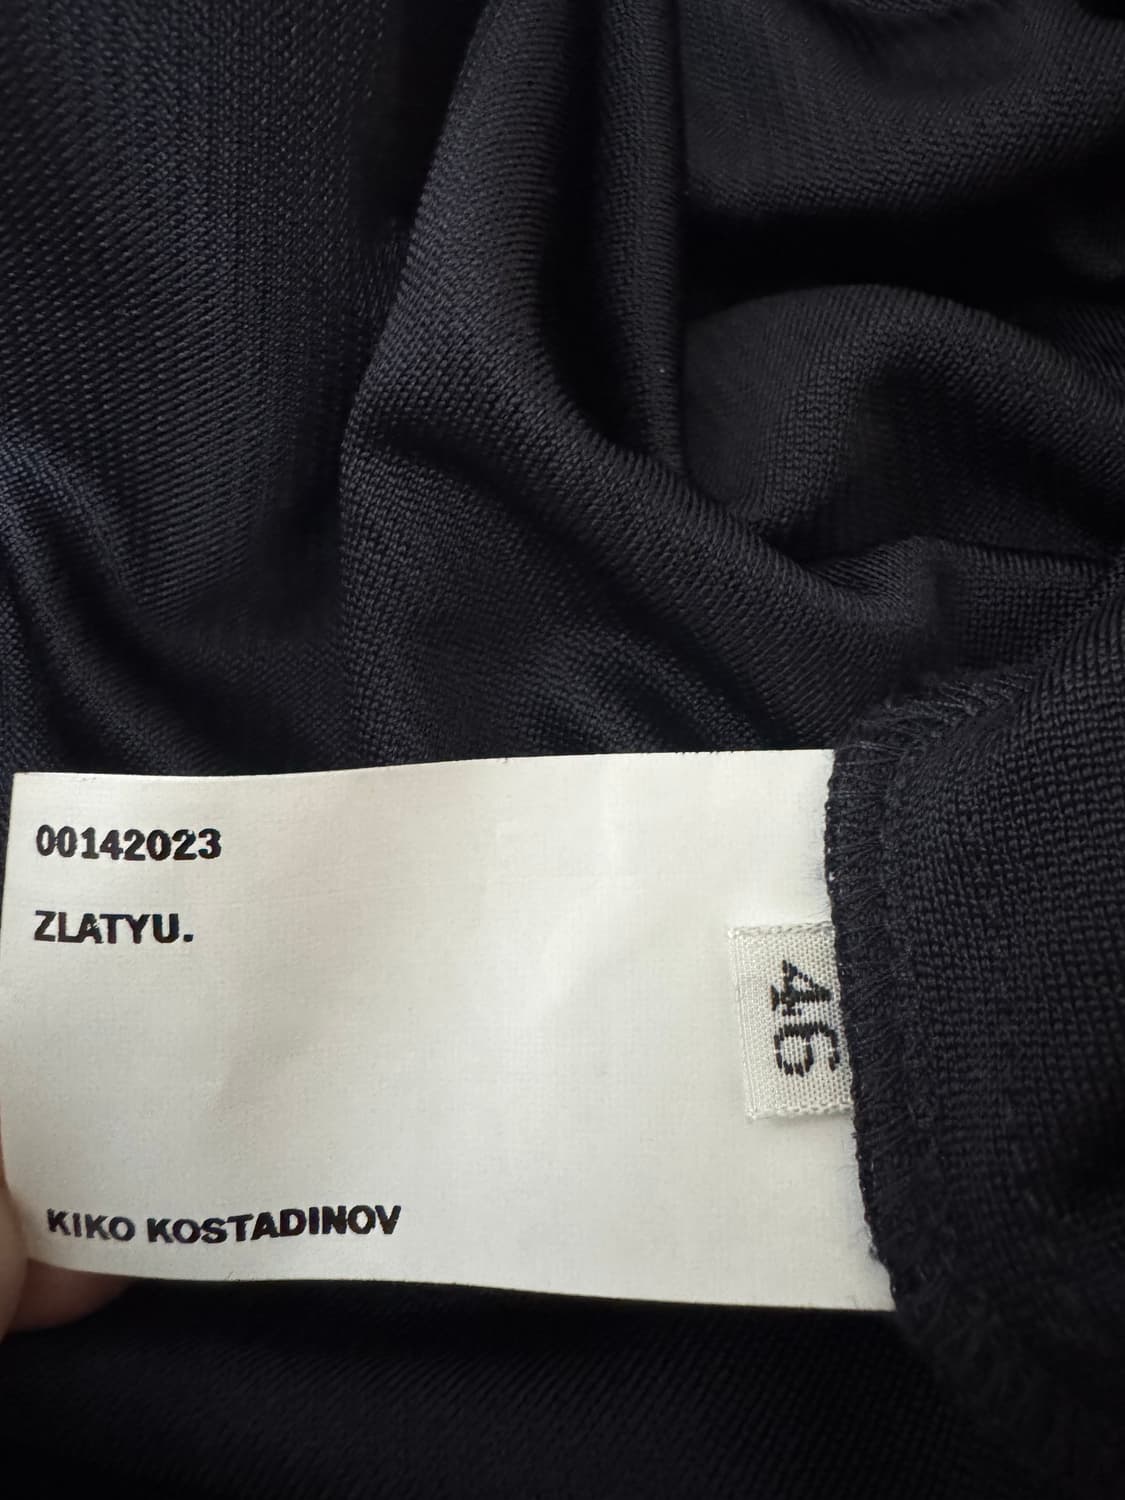 00142023
ZLATYU.
46
KIKO KOSTADINOV